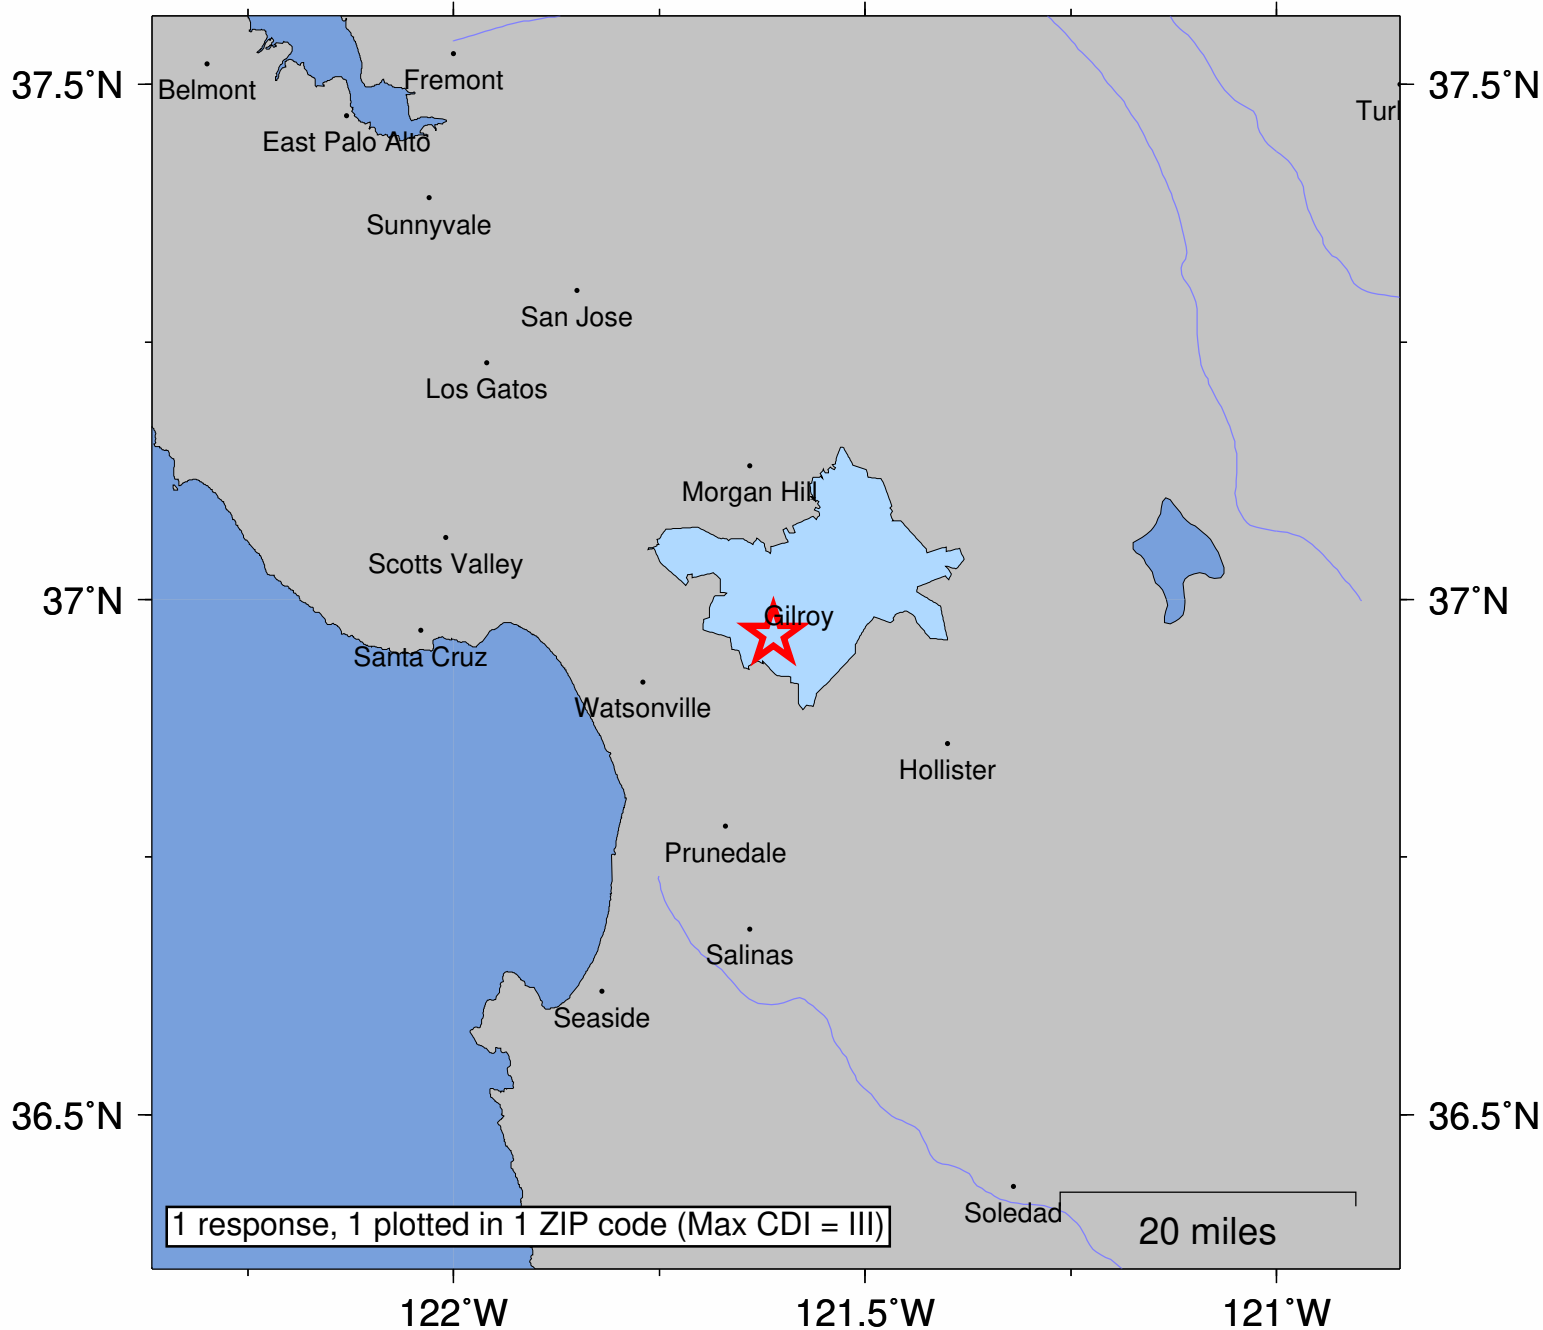 37.5°N
37.5°N
Belmont
Fremont
Turl
East Palo Alto
Sunnyvale
San Jose
Los Gatos
Morgan Hill
Scotts Valley
37°N
37°N
Gilroy
Santa Cruz
Watsonville
Hollister
Prunedale
Salinas
Seaside
36.5°N
36.5°N
Soledad
1 response, 1 plotted in 1 ZIP code (Max CDI = III)
20 miles
122°W
121.5°W
121°W